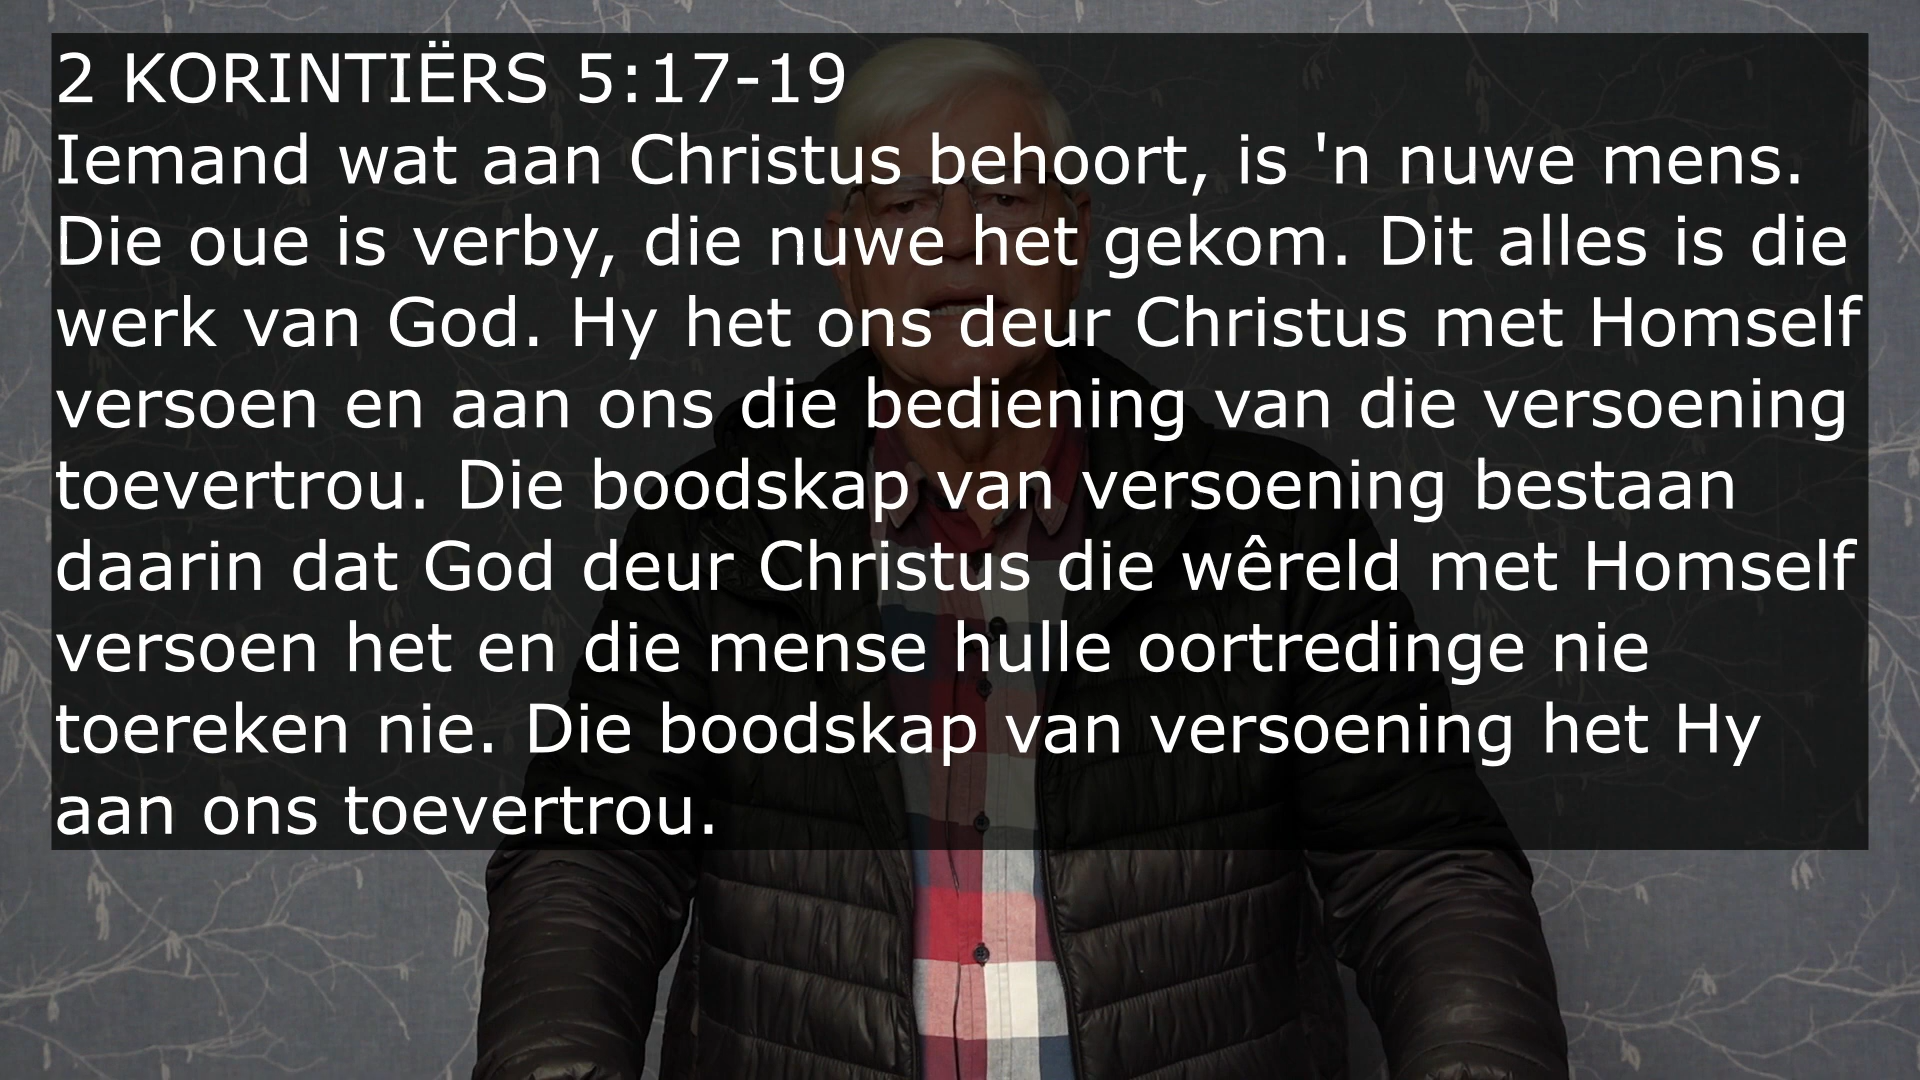 2 KORINTIËRS 5:17-19
Iemand wat aan Christus behoort, is 'n nuwe mens.
Die oue is verby, die nuwe het gekom. Dit alles is die
werk van God. Hy het ons deur Christus met Homself
versoen en aan ons die bediening van die versoening
toevertrou. Die boodskap van versoening bestaan
daarin dat God deur Christus die wêreld met Homself
versoen het en die mense hulle oortredinge nie
toereken nie. Die boodskap van versoening het Hy
aan ons toevertrou.